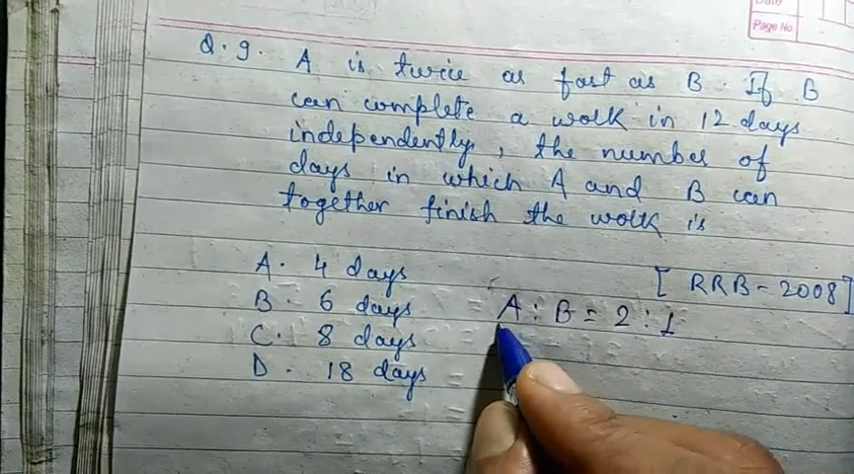 Date
Page No.
Q.9. A is twice as fast as B. If B
can complete a work in 12 days
independently, the number of
days in which A and B can
together finish the work is
[RRB-2008]
A. 4 days
B. 6 days
A : B = 2 : 1
C. 8 days
D. 18 days